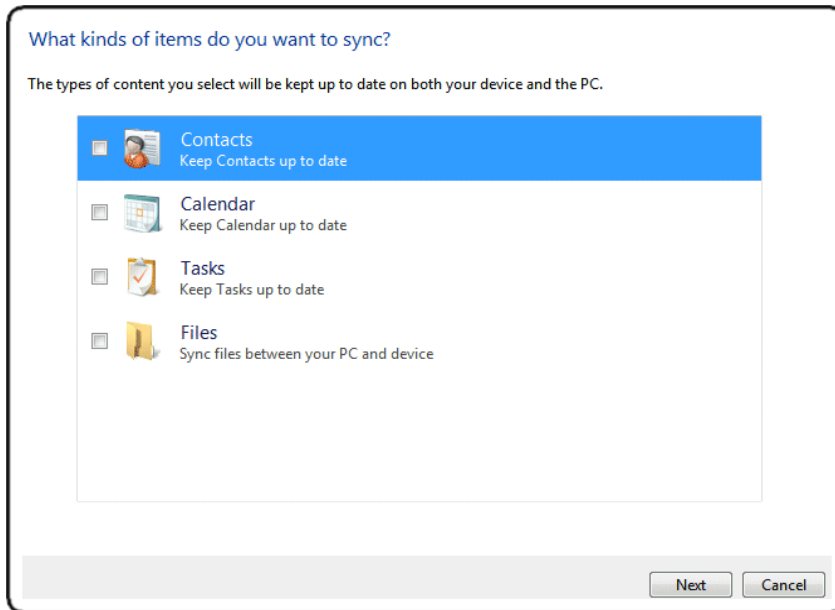 What kinds of items do you want to sync?
The types of content you select will be kept up to date on both your device and the PC.
Contacts
Keep Contacts up to date
Calendar
Keep Calendar up to date
Tasks
Keep Tasks up to date
Files
Sync files between your PC and device
Next Cancel